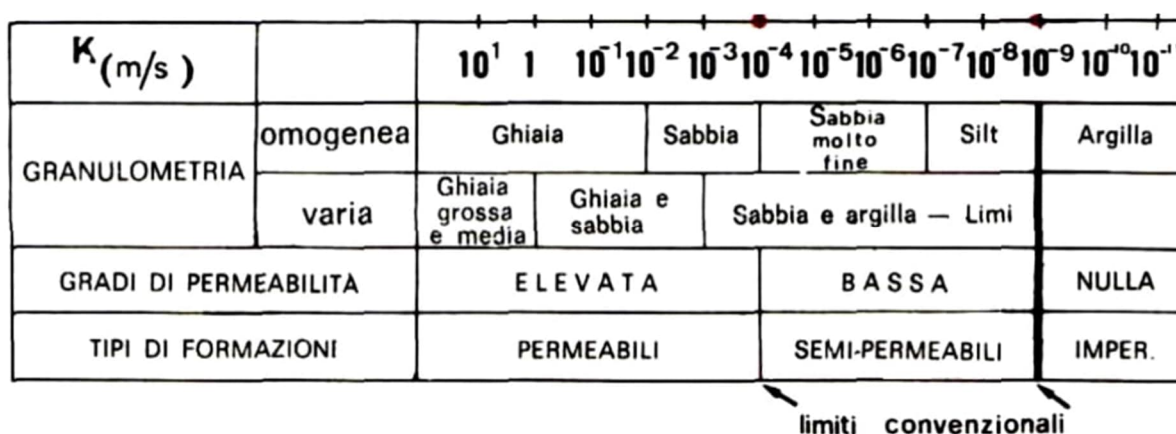 K(m/s) 10¹ 1 10⁻¹ 10⁻² 10⁻³ 10⁻⁴ 10⁻⁵ 10⁻⁶ 10⁻⁷ 10⁻⁸ 10⁻⁹ 10⁻¹⁰
GRANULOMETRIA
omogenea
Ghiaia
Sabbia
Sabbia
molto
fine
Silt
Argilla
varia
Ghiaia
grossa
e media
Ghiaia e
sabbia
Sabbia e argilla — Limi
GRADI DI PERMEABILITÀ
ELEVATA
BASSA
NULLA
TIPI DI FORMAZIONI
PERMEABILI
SEMI-PERMEABILI
IMPER.
limiti convenzionali